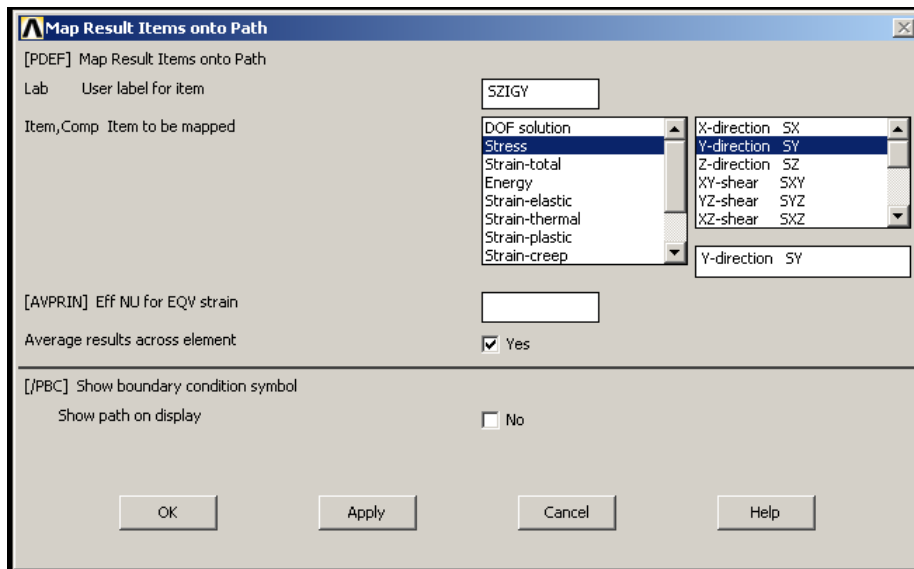 Map Result Items onto Path
[PDEF] Map Result Items onto Path
Lab User label for item
SZIGY
Item,Comp Item to be mapped
DOF solution
Stress
Strain-total
Energy
Strain-elastic
Strain-thermal
Strain-plastic
Strain-creep
X-direction SX
Y-direction SY
Z-direction SZ
XY-shear SXY
YZ-shear SYZ
XZ-shear SXZ
Y-direction SY
[AVPRIN] Eff NU for EQV strain
Average results across element
Yes
[/PBC] Show boundary condition symbol
Show path on display
No
OK Apply Cancel Help